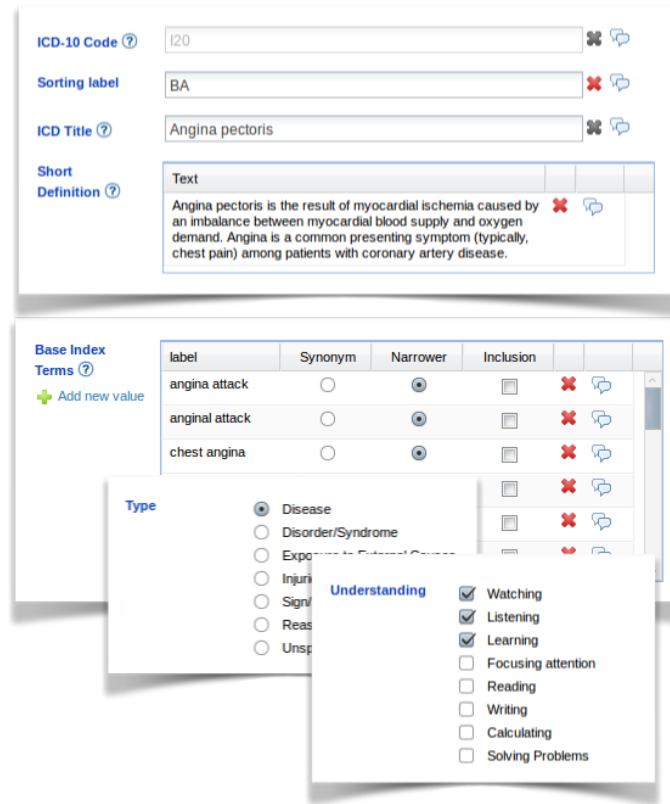 ICD-10 Code ? I20
Sorting label BA
ICD Title ? Angina pectoris
Short
Definition ?
Text
Angina pectoris is the result of myocardial ischemia caused by
an imbalance between myocardial blood supply and oxygen
demand. Angina is a common presenting symptom (typically,
chest pain) among patients with coronary artery disease.
Base Index
Terms ?
Add new value
label Synonym Narrower Inclusion
angina attack
anginal attack
chest angina
Type
Disease
Disorder/Syndrome
Sign/
Understanding
Watching
Listening
Learning
Focusing attention
Reading
Writing
Calculating
Solving Problems